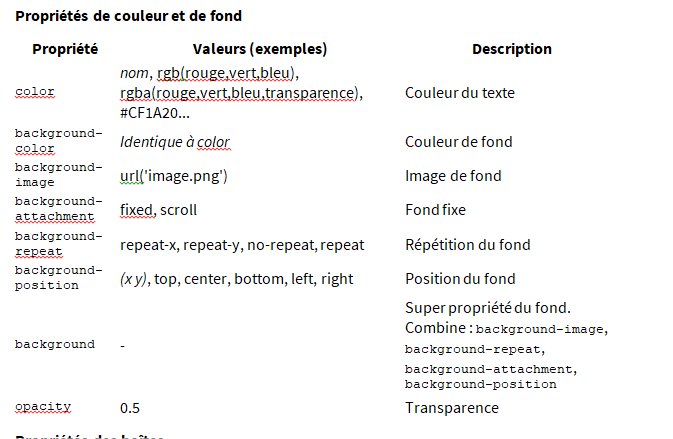 Propriétés de couleur et de fond
Propriété Valeurs (exemples) Description
nom, rgb(rouge,vert,bleu),
color rgba(rouge,vert,bleu,transparence), Couleur du texte
#CF1A20...
background-
color Identique à color Couleur de fond
background-
image url('image.png') Image de fond
background-
attachment fixed, scroll Fond fixe
background-
repeat repeat-x, repeat-y, no-repeat, repeat Répétition du fond
background-
position (x y), top, center, bottom, left, right Position du fond
Super propriété du fond.
Combine : background-image,
background - background-repeat,
background-attachment,
background-position
opacity 0.5 Transparence
Propriétés des boîtes